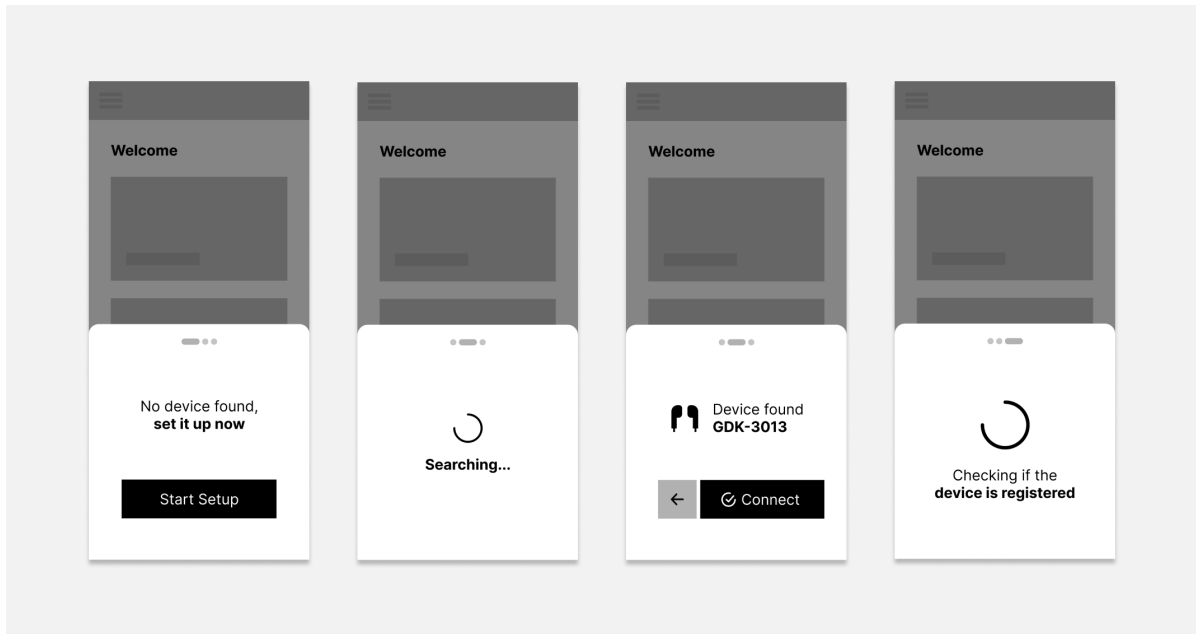 Welcome
No device found,
set it up now
Start Setup
Welcome
Searching...
Welcome
Device found
GDK-3013
Connect
Welcome
Checking if the
device is registered